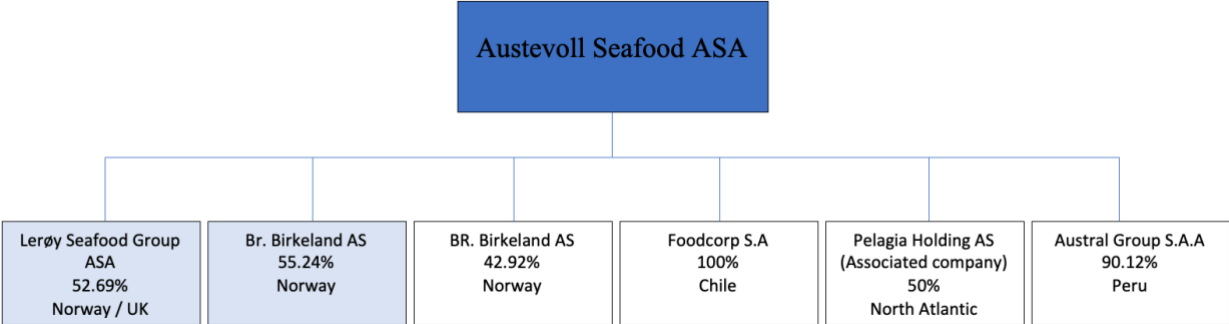 Austevoll Seafood ASA
Lerøy Seafood Group
ASA
52.69%
Norway / UK
Br. Birkeland AS
55.24%
Norway
BR. Birkeland AS
42.92%
Norway
Foodcorp S.A
100%
Chile
Pelagia Holding AS
(Associated company)
50%
North Atlantic
Austral Group S.A.A
90.12%
Peru